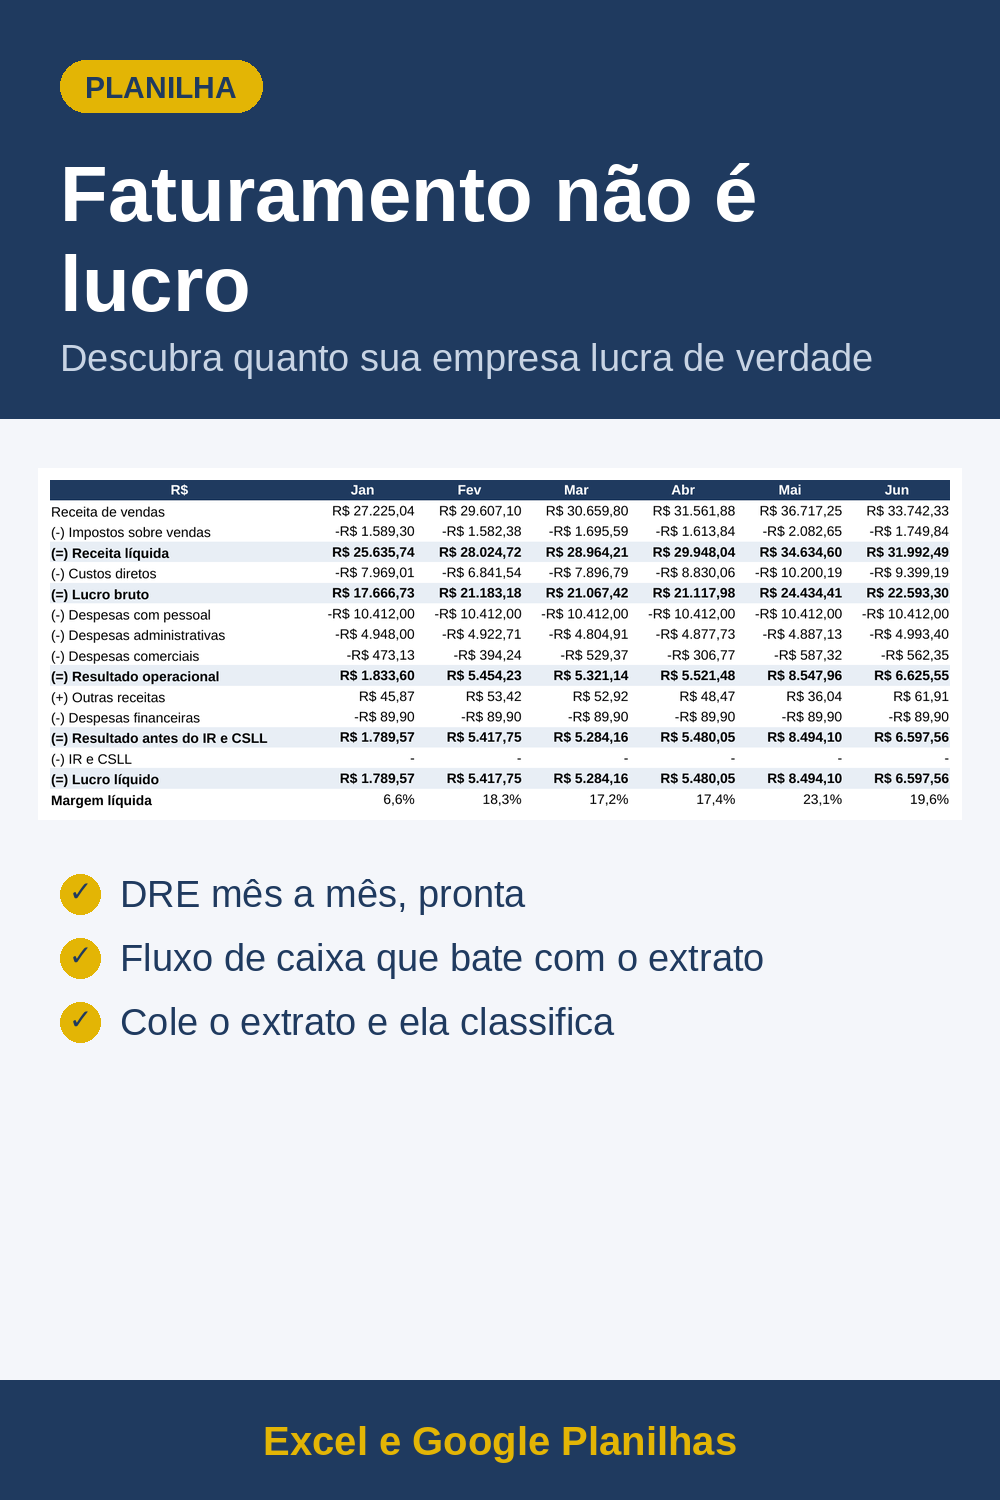 PLANILHA
Faturamento não é
lucro
Descubra quanto sua empresa lucra de verdade
R$ Jan Fev Mar Abr Mai Jun
Receita de vendas R$ 27.225,04 R$ 29.607,10 R$ 30.659,80 R$ 31.561,88 R$ 36.717,25 R$ 33.742,33
(-) Impostos sobre vendas -R$ 1.589,30 -R$ 1.582,38 -R$ 1.695,59 -R$ 1.613,84 -R$ 2.082,65 -R$ 1.749,84
(=) Receita líquida R$ 25.635,74 R$ 28.024,72 R$ 28.964,21 R$ 29.948,04 R$ 34.634,60 R$ 31.992,49
(-) Custos diretos -R$ 7.969,01 -R$ 6.841,54 -R$ 7.896,79 -R$ 8.830,06 -R$ 10.200,19 -R$ 9.399,19
(=) Lucro bruto R$ 17.666,73 R$ 21.183,18 R$ 21.067,42 R$ 21.117,98 R$ 24.434,41 R$ 22.593,30
(-) Despesas com pessoal -R$ 10.412,00 -R$ 10.412,00 -R$ 10.412,00 -R$ 10.412,00 -R$ 10.412,00 -R$ 10.412,00
(-) Despesas administrativas -R$ 4.948,00 -R$ 4.922,71 -R$ 4.804,91 -R$ 4.877,73 -R$ 4.887,13 -R$ 4.993,40
(-) Despesas comerciais -R$ 473,13 -R$ 394,24 -R$ 529,37 -R$ 306,77 -R$ 587,32 -R$ 562,35
(=) Resultado operacional R$ 1.833,60 R$ 5.454,23 R$ 5.321,14 R$ 5.521,48 R$ 8.547,96 R$ 6.625,55
(+) Outras receitas R$ 45,87 R$ 53,42 R$ 52,92 R$ 48,47 R$ 36,04 R$ 61,91
(-) Despesas financeiras -R$ 89,90 -R$ 89,90 -R$ 89,90 -R$ 89,90 -R$ 89,90 -R$ 89,90
(=) Resultado antes do IR e CSLL R$ 1.789,57 R$ 5.417,75 R$ 5.284,16 R$ 5.480,05 R$ 8.494,10 R$ 6.597,56
(-) IR e CSLL - - - - - -
(=) Lucro líquido R$ 1.789,57 R$ 5.417,75 R$ 5.284,16 R$ 5.480,05 R$ 8.494,10 R$ 6.597,56
Margem líquida 6,6% 18,3% 17,2% 17,4% 23,1% 19,6%
✓ DRE mês a mês, pronta
✓ Fluxo de caixa que bate com o extrato
✓ Cole o extrato e ela classifica
Excel e Google Planilhas